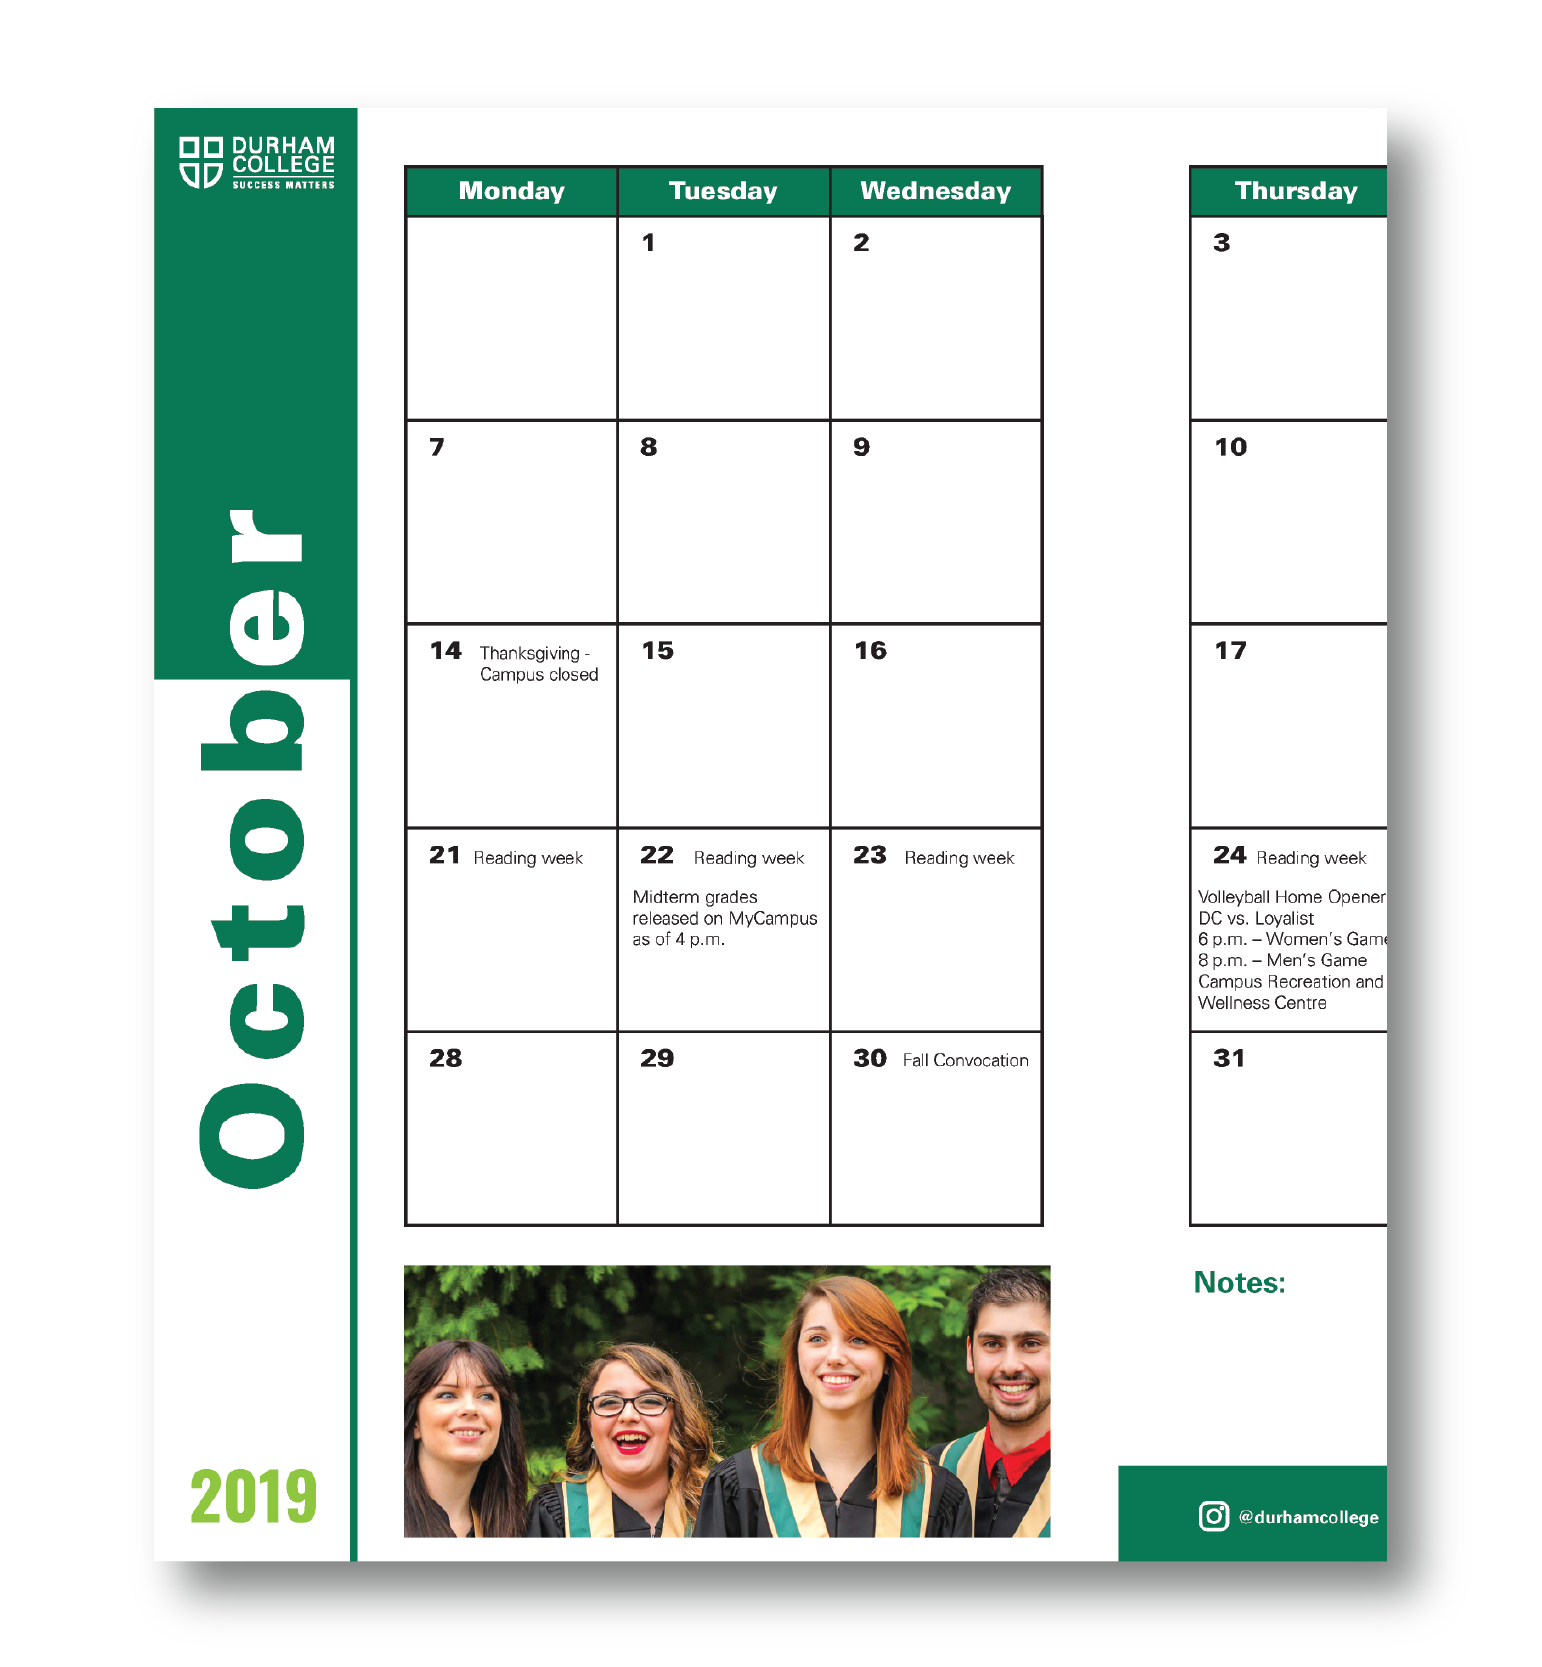 DURHAM
COLLEGE
SUCCESS MATTERS
October
2019
Monday Tuesday Wednesday Thursday
1 2 3
7 8 9 10
14 Thanksgiving -
Campus closed
15 16 17
21 Reading week
22 Reading week
Midterm grades
released on MyCampus
as of 4 p.m.
23 Reading week
24 Reading week
Volleyball Home Opener
DC vs. Loyalist
6 p.m. – Women's Game
8 p.m. – Men's Game
Campus Recreation and
Wellness Centre
28 29 30 Fall Convocation
31
Notes:
@durhamcollege